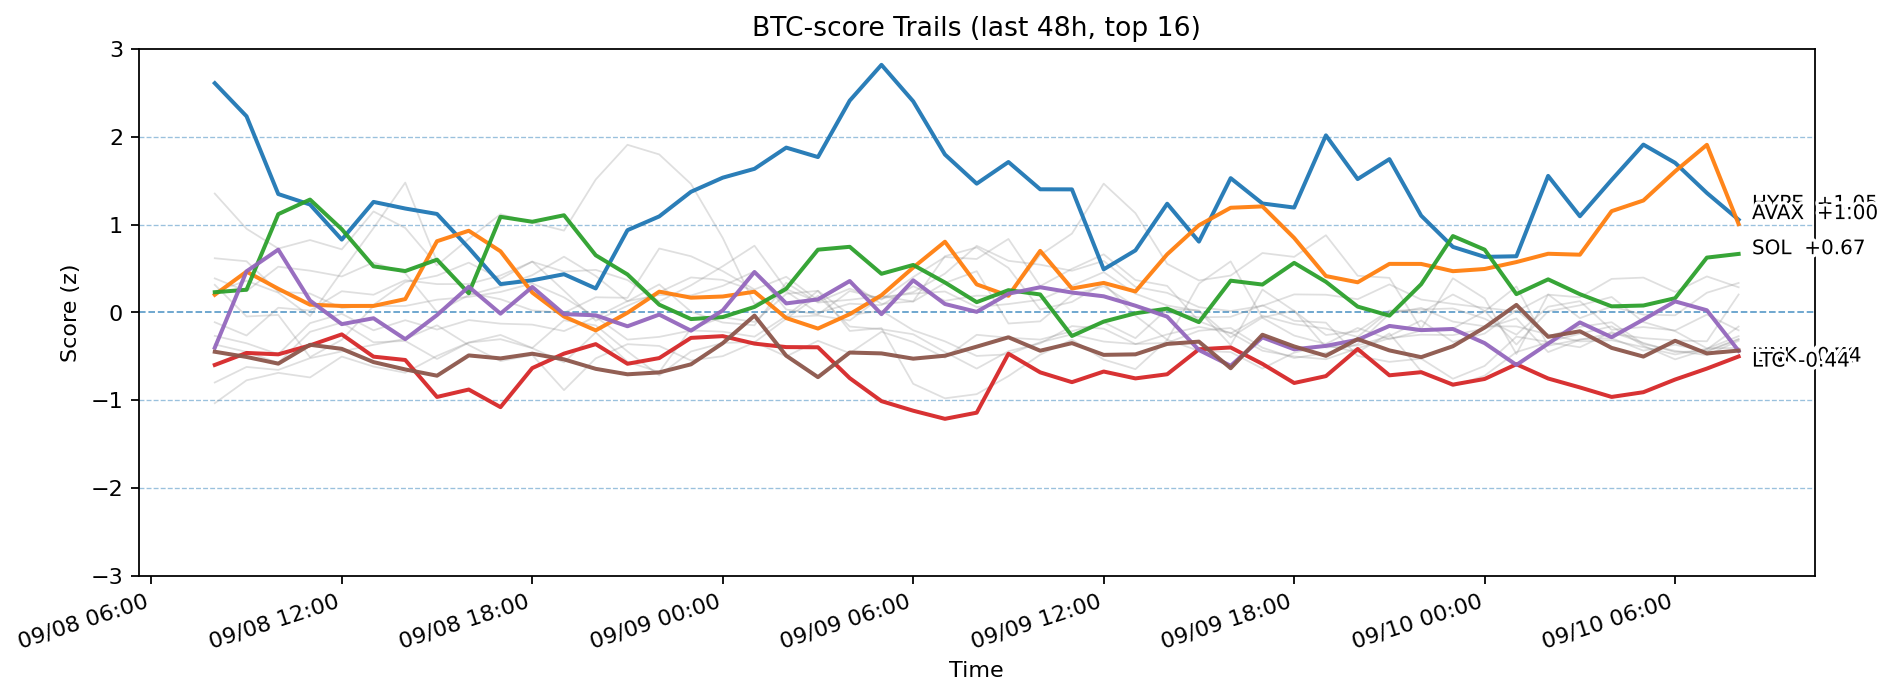 BTC-score Trails (last 48h, top 16)
Score (z)
3
2
1
0
−1
−2
−3
HYPE +1.05
AVAX +1.00
SOL +0.67
LTC -0.44
09/08 06:00
09/08 12:00
09/08 18:00
09/09 00:00
09/09 06:00
09/09 12:00
09/09 18:00
09/10 00:00
09/10 06:00
Time